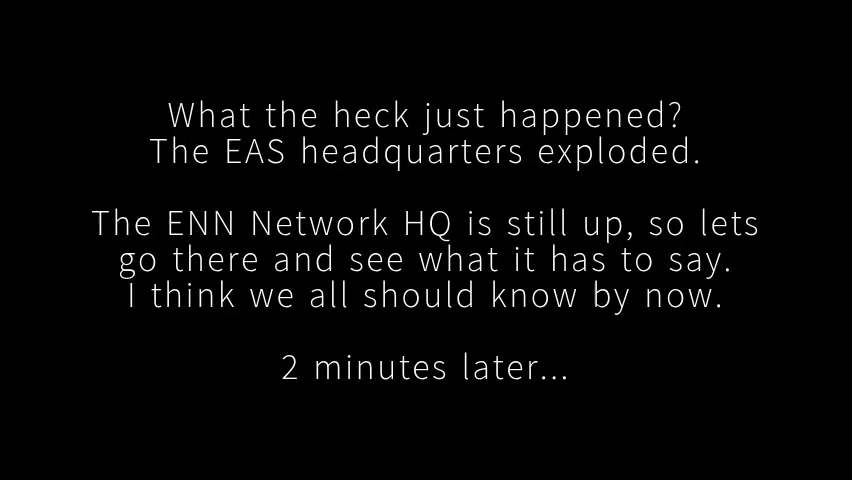 What the heck just happened?
The EAS headquarters exploded.
The ENN Network HQ is still up, so lets
go there and see what it has to say.
I think we all should know by now.
2 minutes later...